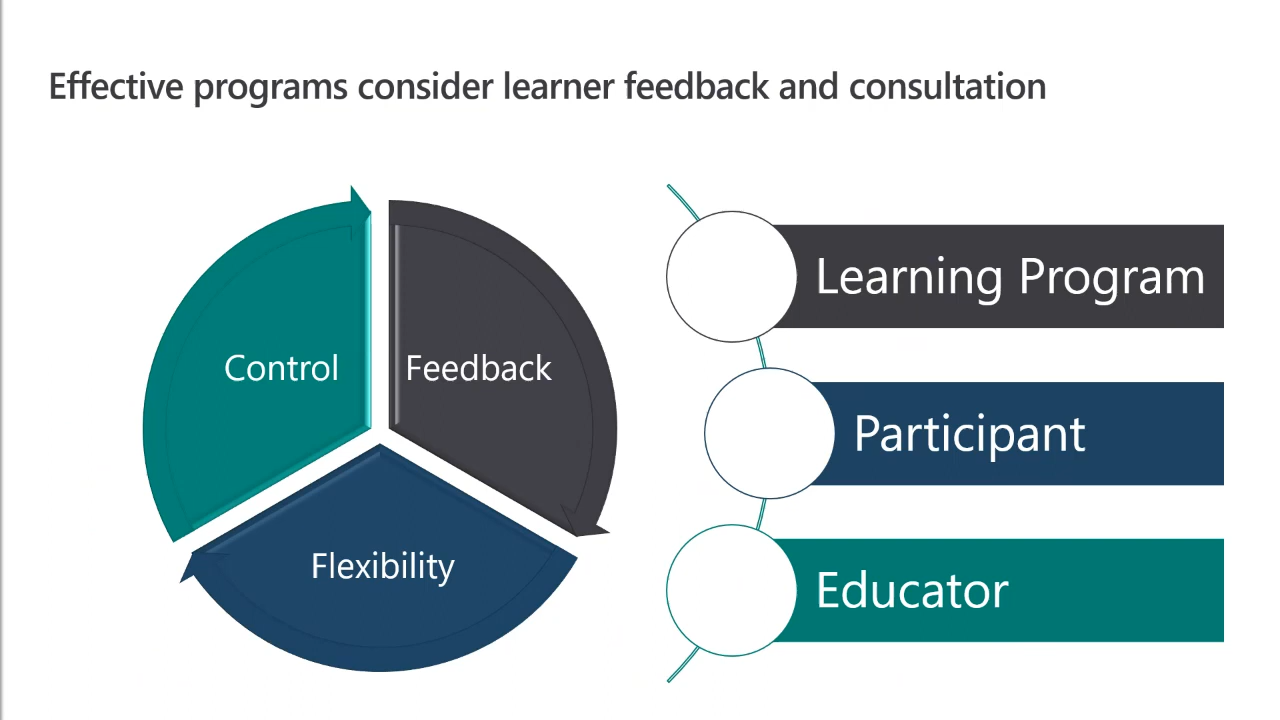 Effective programs consider learner feedback and consultation
Control
Feedback
Flexibility
Learning Program
Participant
Educator